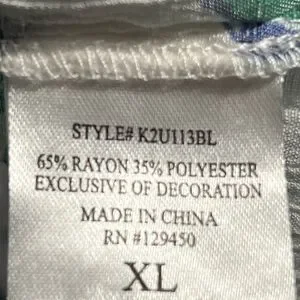 STYLE# K2U113BL
65% RAYON 35% POLYESTER
EXCLUSIVE OF DECORATION
MADE IN CHINA
RN #129450
XL